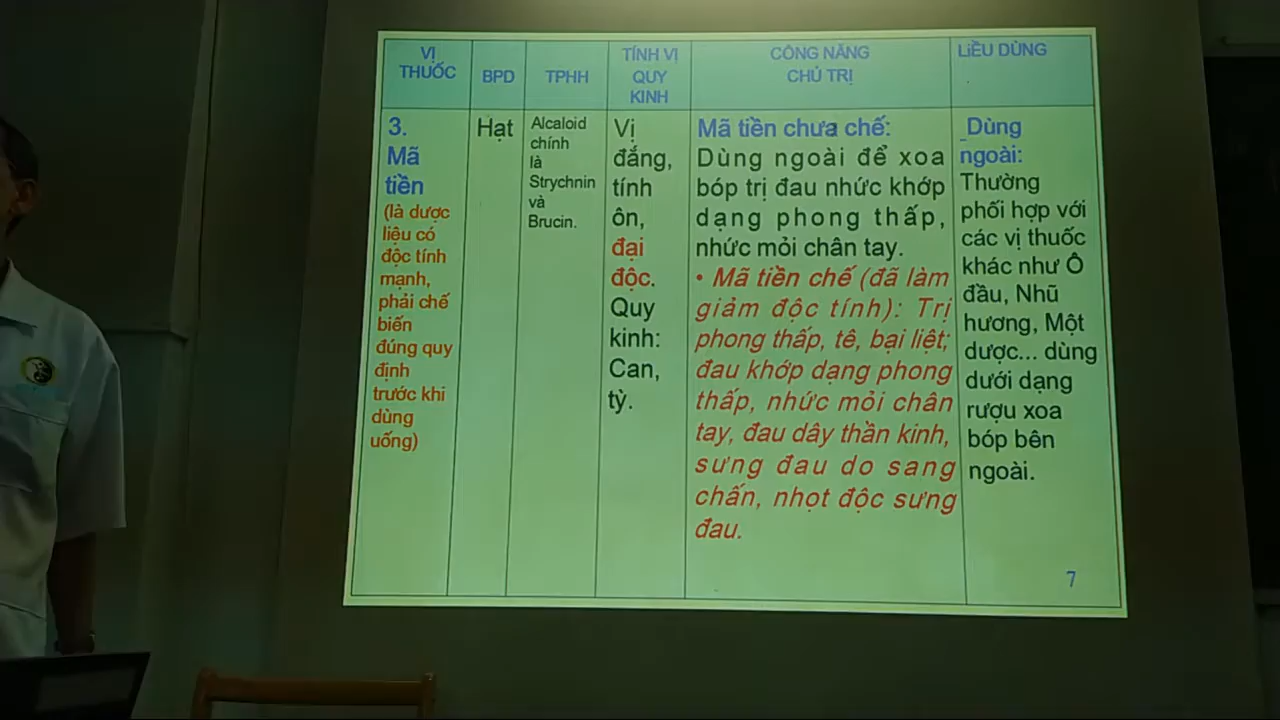 VỊ
THUỐC
BPD
TPHH
TÍNH VỊ
QUY
KINH
CÔNG NĂNG
CHỦ TRỊ
LIỀU DÙNG
3.
Mã
tiền
(là dược
liệu có
độc tính
mạnh,
phải chế
biến
đúng quy
định
trước khi
dùng
uống)
Hạt
Alcaloid
chính
là
Strychnin
và
Brucin.
Vị
đắng,
tính
ôn,
đại
độc.
Quy
kinh:
Can,
tỳ.
Mã tiền chưa chế:
Dùng ngoài để xoa
bóp trị đau nhức khớp
dạng phong thấp,
nhức mỏi chân tay.
• Mã tiền chế (đã làm
giảm độc tính): Trị
phong thấp, tê, bại liệt;
đau khớp dạng phong
thấp, nhức mỏi chân
tay, đau dây thần kinh,
sưng đau do sang
chấn, nhọt độc sưng
đau.
_Dùng
ngoài:
Thường
phối hợp với
các vị thuốc
khác như Ô
đầu, Nhũ
hương, Một
dược... dùng
dưới dạng
rượu xoa
bóp bên
ngoài.
7